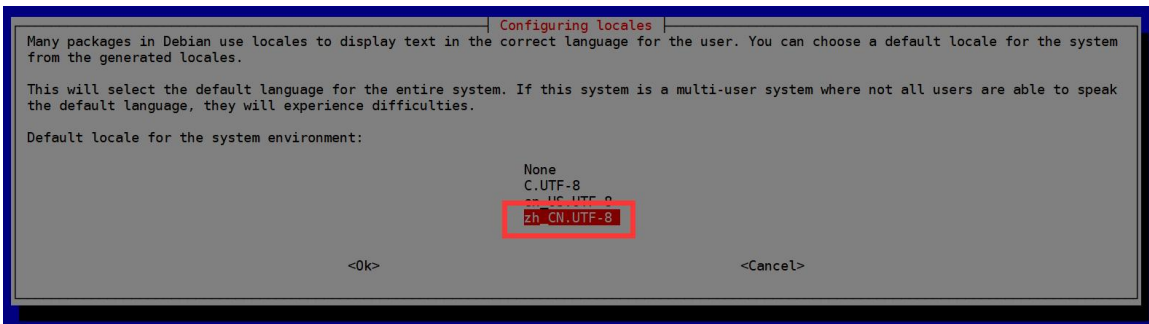 Configuring locales
Many packages in Debian use locales to display text in the correct language for the user. You can choose a default locale for the system
from the generated locales.
This will select the default language for the entire system. If this system is a multi-user system where not all users are able to speak
the default language, they will experience difficulties.
Default locale for the system environment:
None
C.UTF-8
en_US.UTF-8
zh_CN.UTF-8
<Ok> <Cancel>